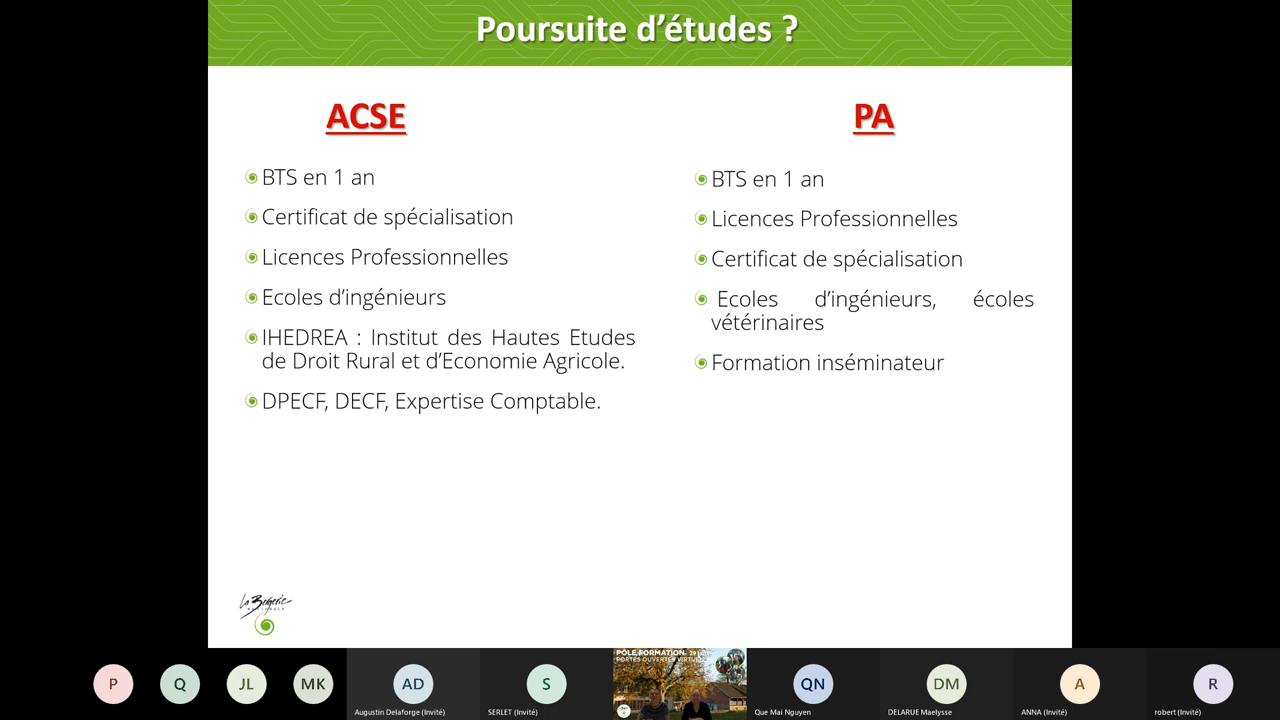 Poursuite d’études ?
ACSE
BTS en 1 an
Certificat de spécialisation
Licences Professionnelles
Ecoles d’ingénieurs
IHEDREA : Institut des Hautes Etudes
de Droit Rural et d’Economie Agricole.
DPECF, DECF, Expertise Comptable.
PA
BTS en 1 an
Licences Professionnelles
Certificat de spécialisation
Ecoles d’ingénieurs, écoles
vétérinaires
Formation inséminateur
La Bergerie
NATIONALE
P
Q
JL
MK
AD
Augustin Delaforge (Invité)
S
SERLET (Invité)
PÔLE FORMATION
PORTES OUVERTES VIRTUELLES
QN
Que Mai Nguyen
DM
DELARUE Maelysse
A
ANNA (Invité)
R
robert (Invité)